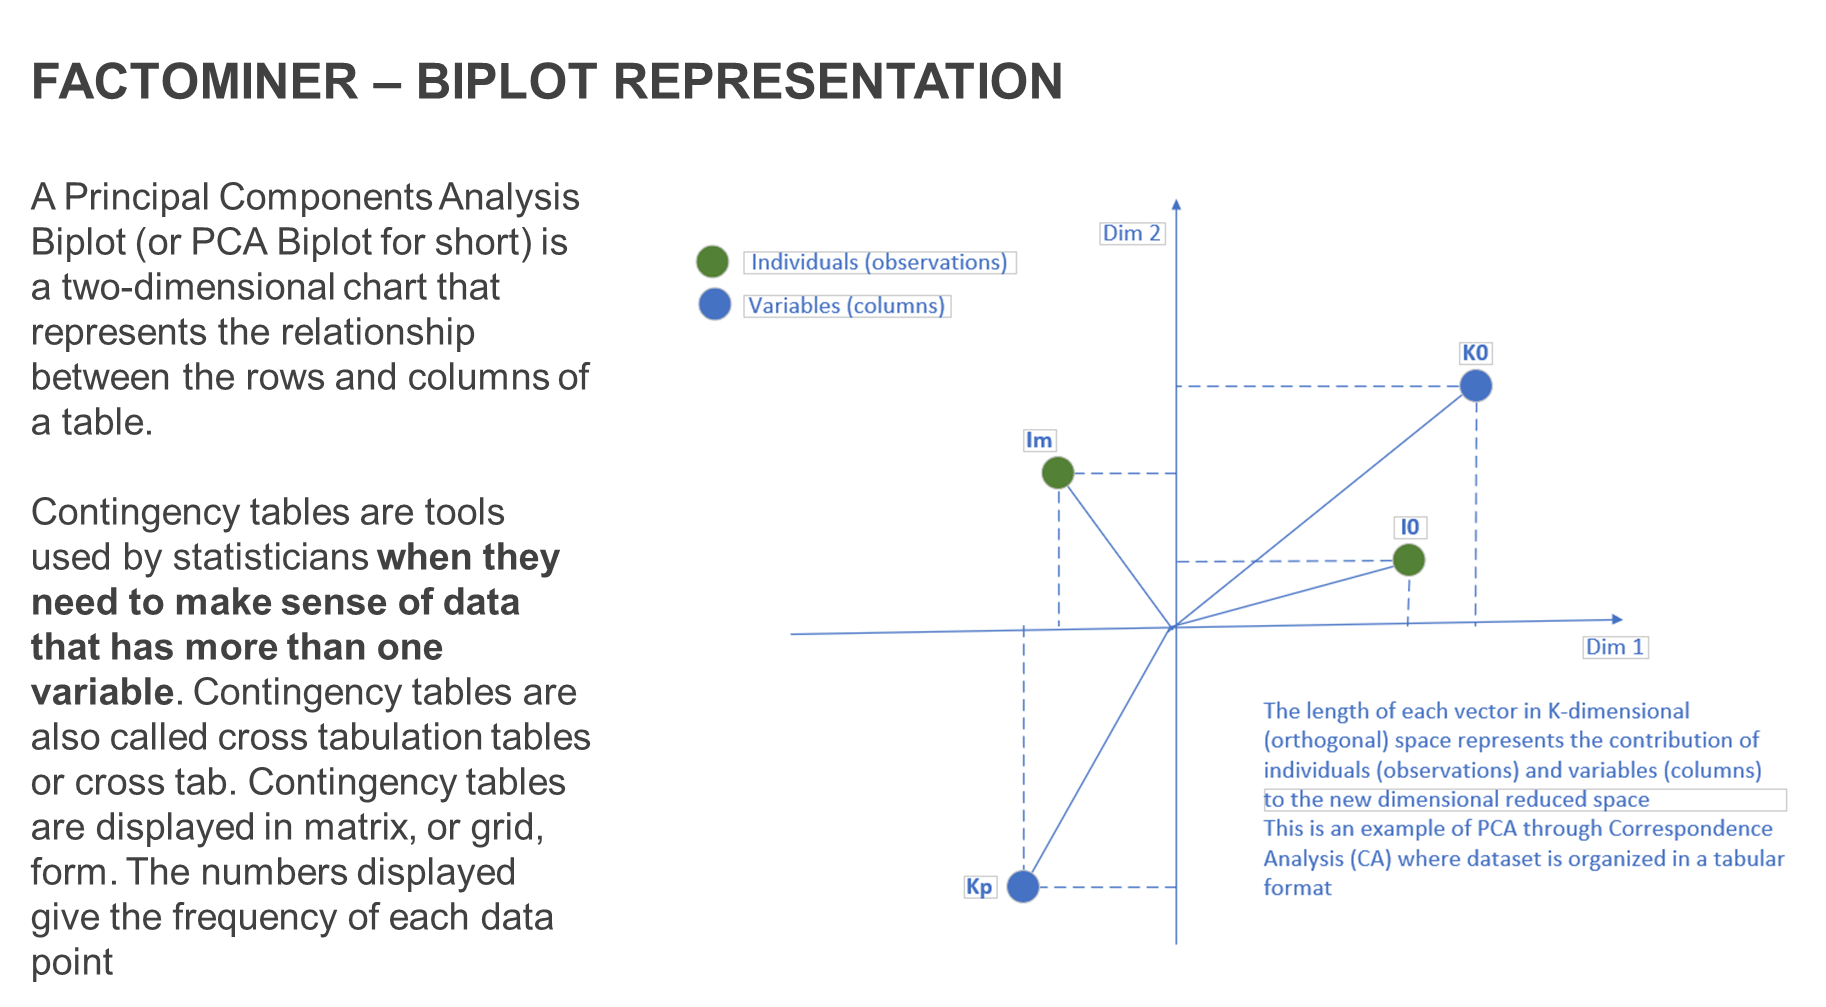 FACTOMINER – BIPLOT REPRESENTATION
A Principal Components Analysis
Biplot (or PCA Biplot for short) is
a two-dimensional chart that
represents the relationship
between the rows and columns of
a table.
Contingency tables are tools
used by statisticians when they
need to make sense of data
that has more than one
variable. Contingency tables are
also called cross tabulation tables
or cross tab. Contingency tables
are displayed in matrix, or grid,
form. The numbers displayed
give the frequency of each data
point
Individuals (observations)
Variables (columns)
Dim 2
K0
Im
I0
Dim 1
Kp
The length of each vector in K-dimensional
(orthogonal) space represents the contribution of
individuals (observations) and variables (columns)
to the new dimensional reduced space
This is an example of PCA through Correspondence
Analysis (CA) where dataset is organized in a tabular
format